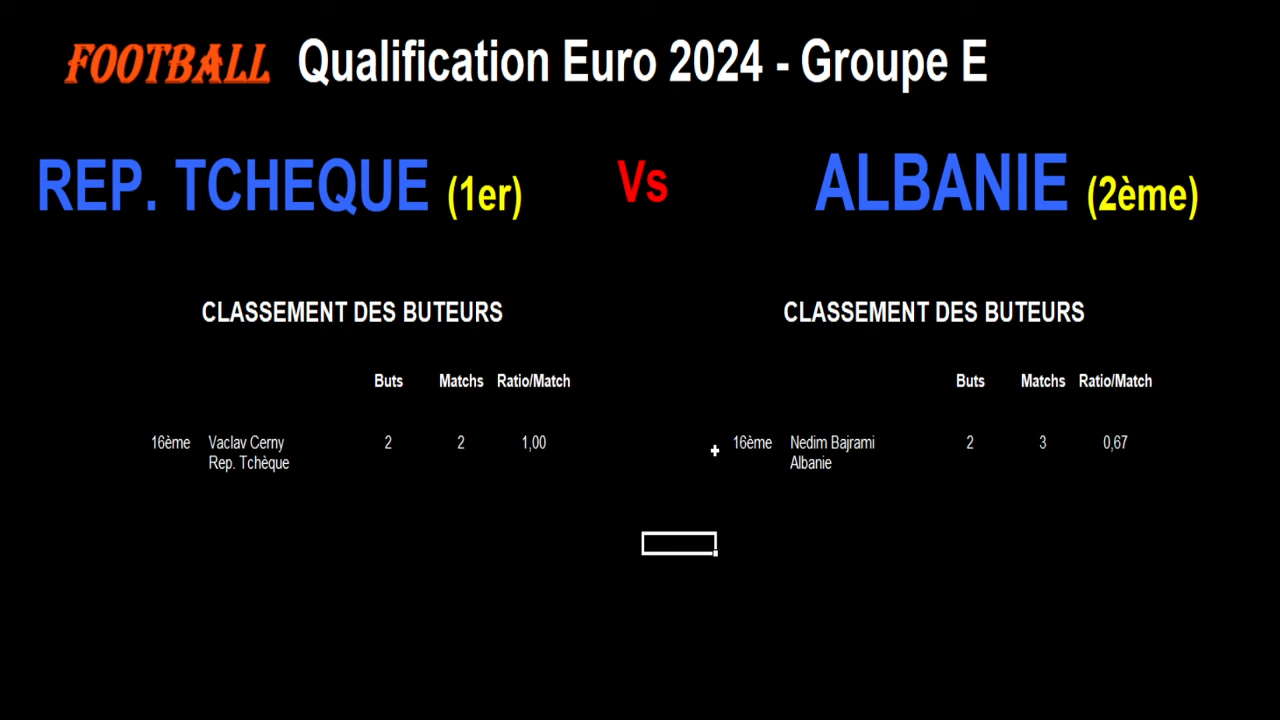 FOOTBALL Qualification Euro 2024 - Groupe E
REP. TCHEQUE (1er) Vs ALBANIE (2ème)
CLASSEMENT DES BUTEURS
Buts Matchs Ratio/Match
16ème Vaclav Cerny 2 2 1,00
Rep. Tchèque
CLASSEMENT DES BUTEURS
Buts Matchs Ratio/Match
16ème Nedim Bajrami 2 3 0,67
Albanie